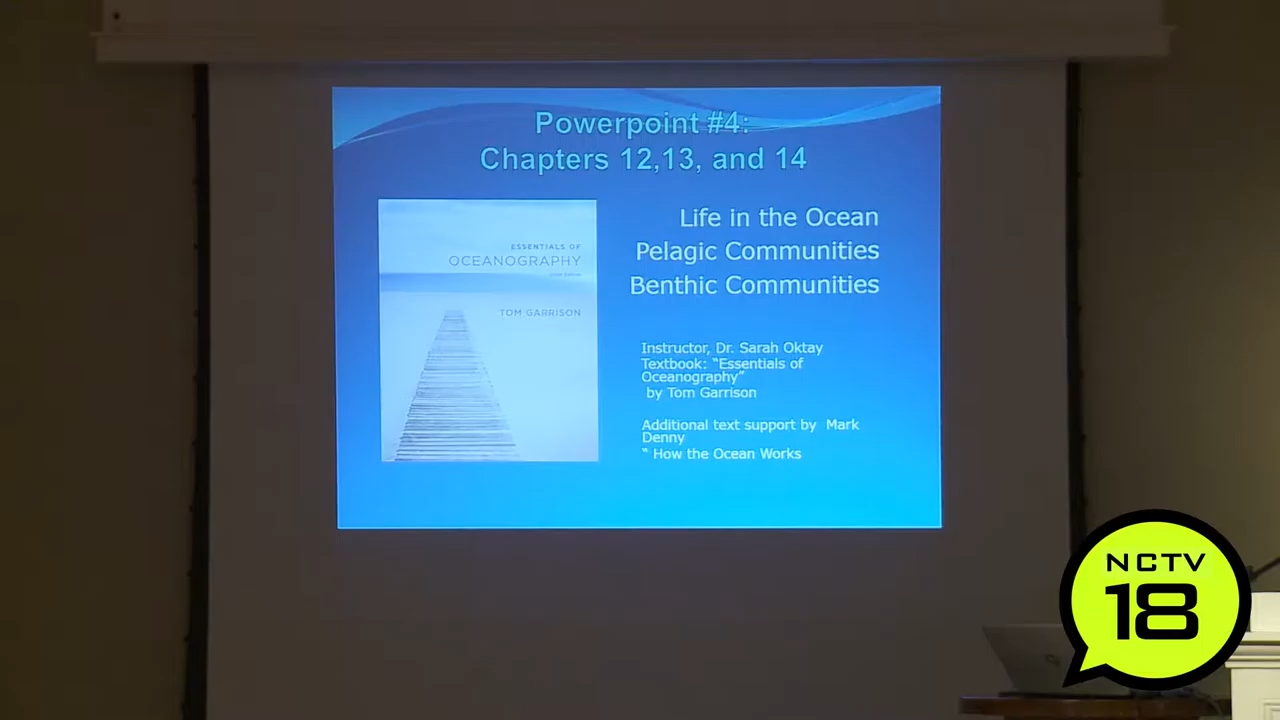 Powerpoint #4:
Chapters 12,13, and 14
ESSENTIALS OF
OCEANOGRAPHY
TOM GARRISON
Life in the Ocean
Pelagic Communities
Benthic Communities
Instructor, Dr. Sarah Oktay
Textbook: “Essentials of
Oceanography”
by Tom Garrison
Additional text support by Mark
Denny
“ How the Ocean Works
NCTV
18